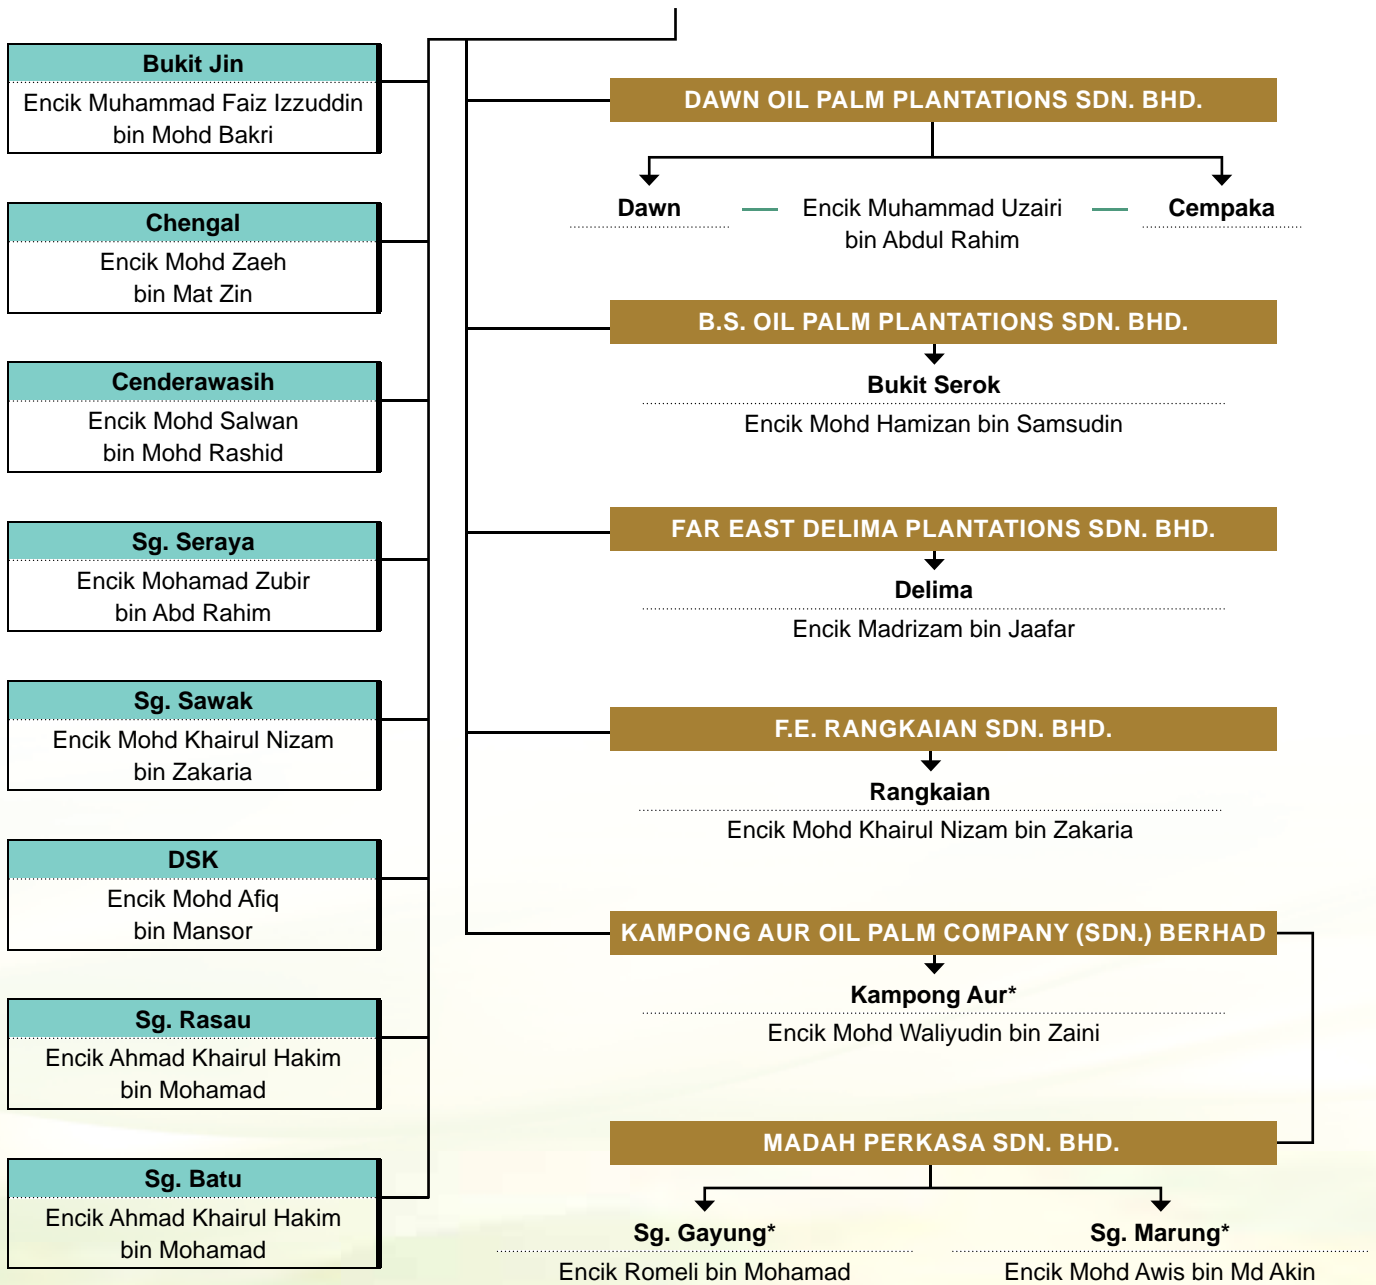 Bukit Jin
Encik Muhammad Faiz Izzuddin
bin Mohd Bakri
Chengal
Encik Mohd Zaeh
bin Mat Zin
Cenderawasih
Encik Mohd Salwan
bin Mohd Rashid
Sg. Seraya
Encik Mohamad Zubir
bin Abd Rahim
Sg. Sawak
Encik Mohd Khairul Nizam
bin Zakaria
DSK
Encik Mohd Afiq
bin Mansor
Sg. Rasau
Encik Ahmad Khairul Hakim
bin Mohamad
Sg. Batu
Encik Ahmad Khairul Hakim
bin Mohamad
DAWN OIL PALM PLANTATIONS SDN. BHD.
Dawn
Encik Muhammad Uzairi
bin Abdul Rahim
Cempaka
B.S. OIL PALM PLANTATIONS SDN. BHD.
Bukit Serok
Encik Mohd Hamizan bin Samsudin
FAR EAST DELIMA PLANTATIONS SDN. BHD.
Delima
Encik Madrizam bin Jaafar
F.E. RANGKAIAN SDN. BHD.
Rangkaian
Encik Mohd Khairul Nizam bin Zakaria
KAMPONG AUR OIL PALM COMPANY (SDN.) BERHAD
Kampong Aur*
Encik Mohd Waliyudin bin Zaini
MADAH PERKASA SDN. BHD.
Sg. Gayung*
Encik Romeli bin Mohamad
Sg. Marung*
Encik Mohd Awis bin Md Akin